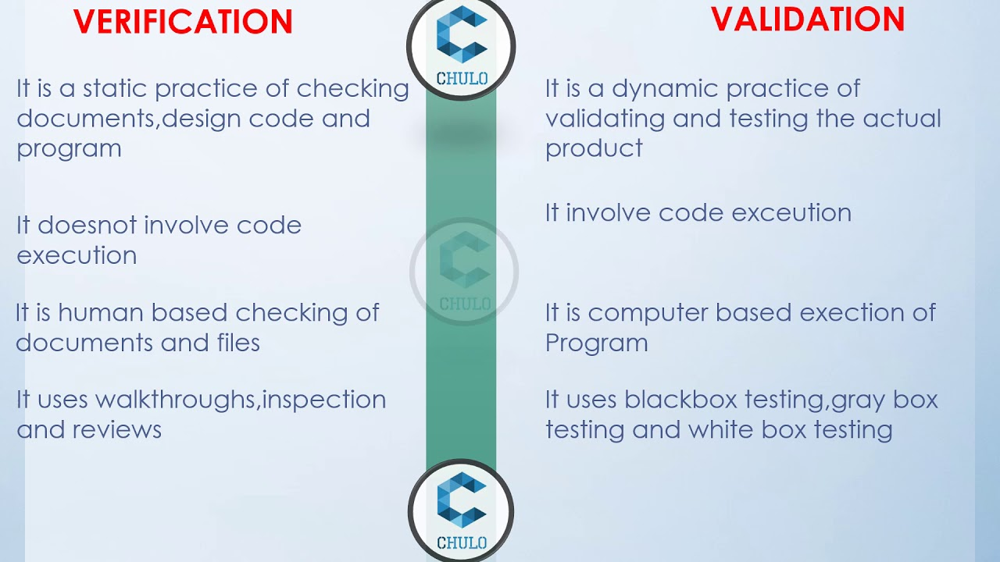 VERIFICATION
It is a static practice of checking
documents,design code and
program
It doesnot involve code
execution
It is human based checking of
documents and files
It uses walkthroughs,inspection
and reviews
CHULO
CHULO
CHULO
VALIDATION
It is a dynamic practice of
validating and testing the actual
product
It involve code exceution
It is computer based exection of
Program
It uses blackbox testing,gray box
testing and white box testing